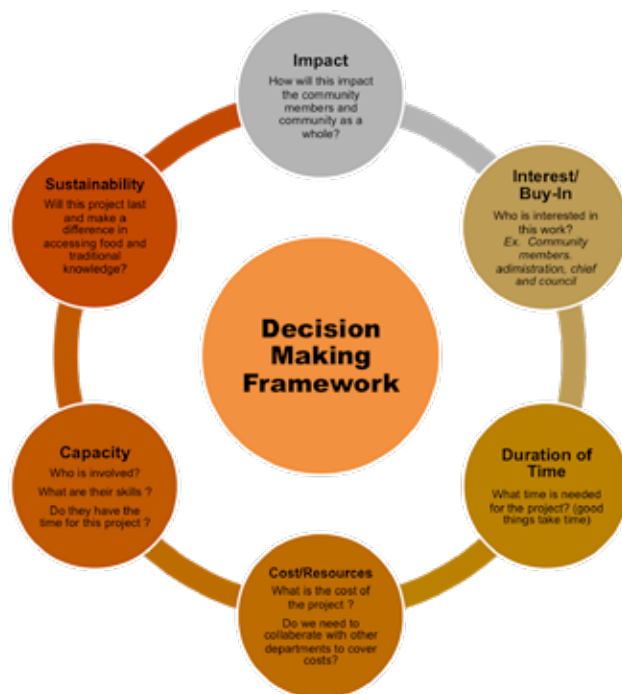 Impact
How will this impact
the community
members and
community as a
whole?
Interest/
Buy-In
Who is interested in
this work?
Ex. Community
members.
adimistration, chief
and council
Duration of
Time
What time is needed
for the project? (good
things take time)
Cost/Resources
What is the cost of
the project ?
Do we need to
collaberate with other
departments to cover
costs?
Capacity
Who is involved?
What are their skills ?
Do they have the
time for this project ?
Sustainability
Will this project last
and make a
difference in
accessing food and
traditional
knowledge?
Decision
Making
Framework